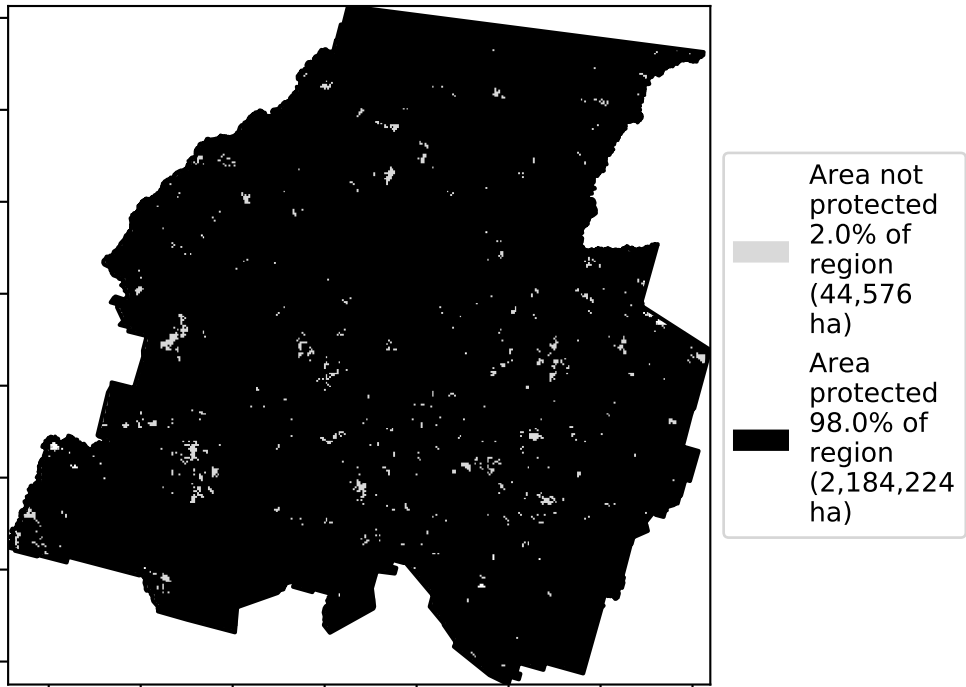 Area not
protected
2.0% of
region
(44,576
ha)
Area
protected
98.0% of
region
(2,184,224
ha)